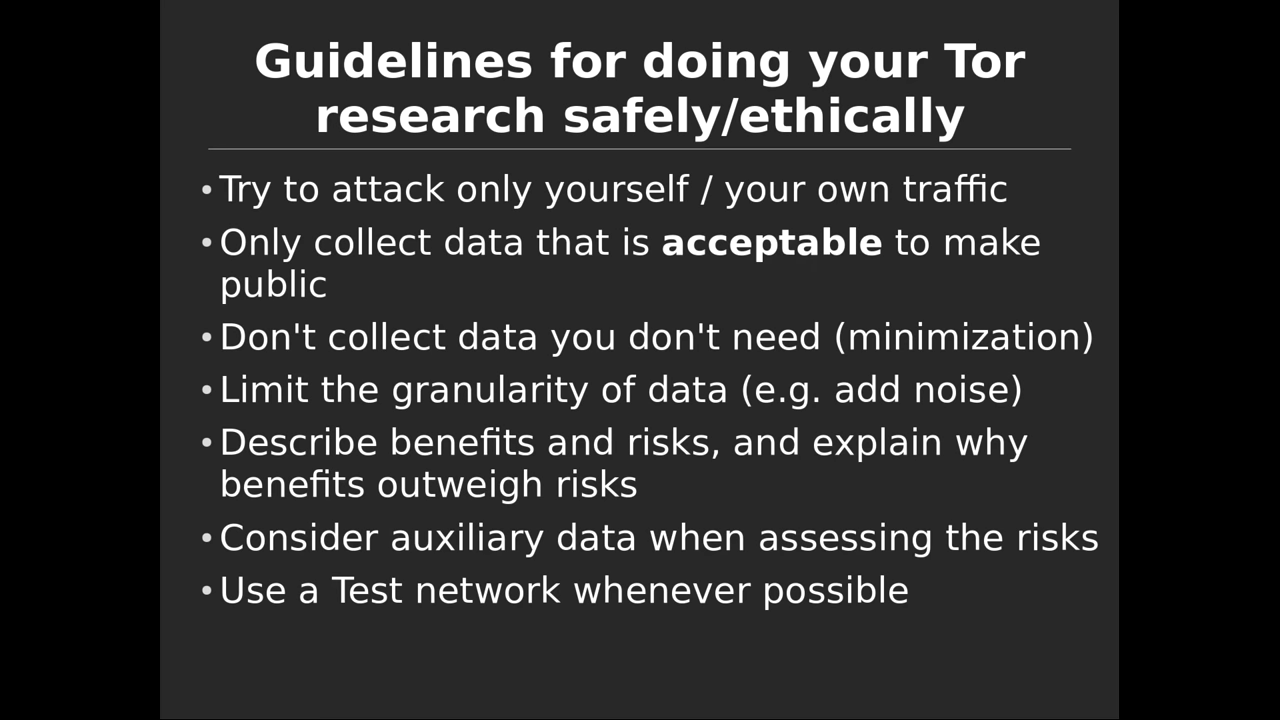 Guidelines for doing your Tor
research safely/ethically
• Try to attack only yourself / your own traffic
• Only collect data that is acceptable to make
public
• Don't collect data you don't need (minimization)
• Limit the granularity of data (e.g. add noise)
• Describe benefits and risks, and explain why
benefits outweigh risks
• Consider auxiliary data when assessing the risks
• Use a Test network whenever possible